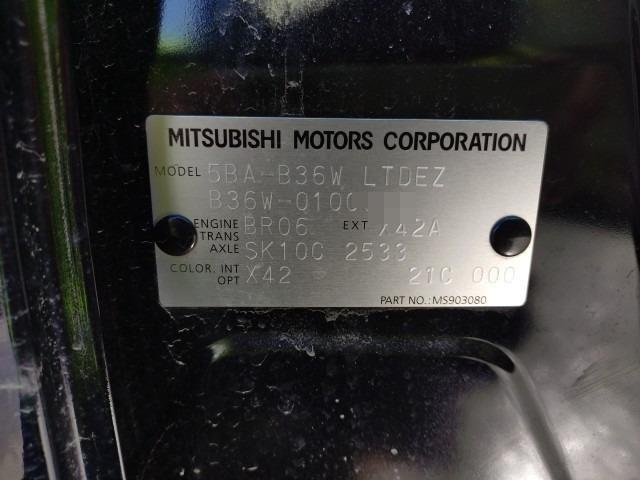 MITSUBISHI MOTORS CORPORATION
MODEL 5BA-B36W LTDEZ
B36W-010
ENGINE BR06 EXT X42A
TRANS
AXLE SK10C 2533
COLOR, INT X42 21C 000
OPT
PART NO.:MS903080